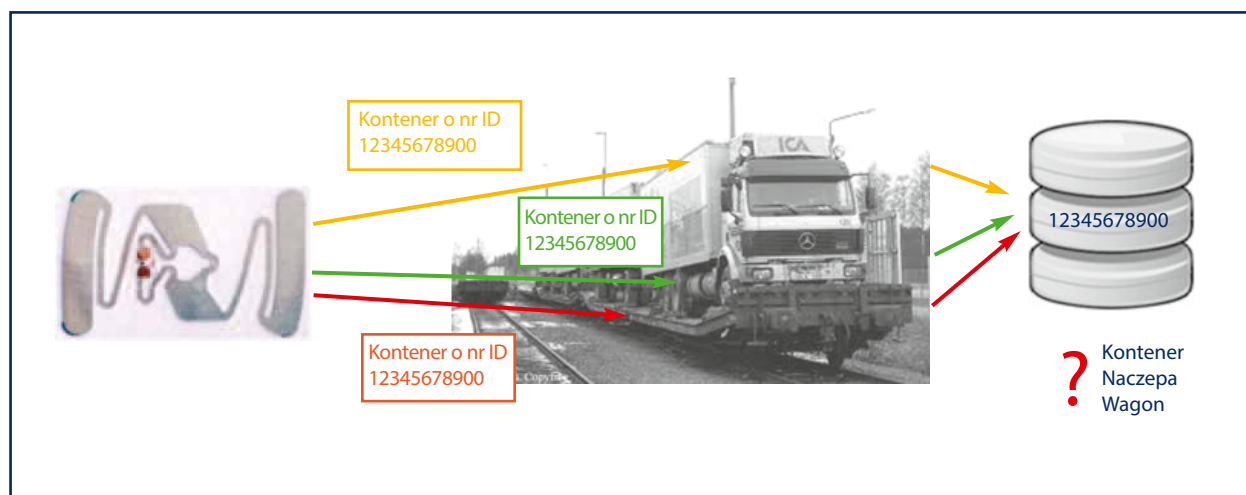 Kontener o nr ID
12345678900
ICA
Kontener o nr ID
12345678900
12345678900
Kontener o nr ID
12345678900
? Kontener
Naczepa
Wagon